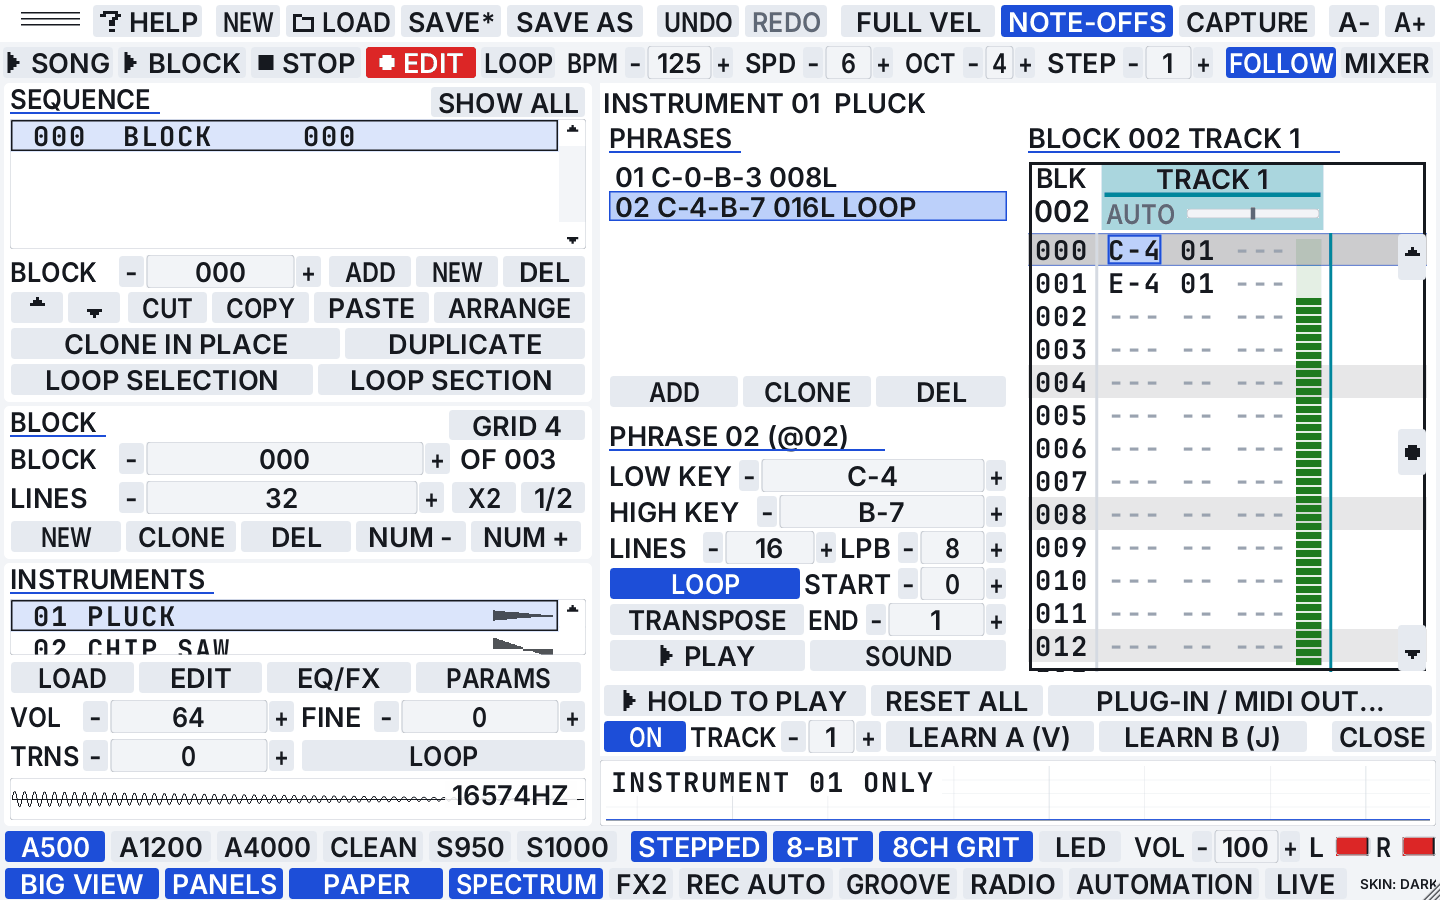 HELP NEW LOAD SAVE* SAVE AS UNDO REDO FULL VEL NOTE-OFFS CAPTURE A- A+
SONG BLOCK STOP EDIT LOOP BPM - 125 + SPD - 6 + OCT - 4 + STEP - 1 + FOLLOW MIXER
SEQUENCE SHOW ALL
000 BLOCK 000
BLOCK - 000 + ADD NEW DEL
CUT COPY PASTE ARRANGE
CLONE IN PLACE DUPLICATE
LOOP SELECTION LOOP SECTION
BLOCK GRID 4
BLOCK - 000 + OF 003
LINES - 32 + X2 1/2
NEW CLONE DEL NUM - NUM +
INSTRUMENTS
01 PLUCK
02 CHIP SAW
LOAD EDIT EQ/FX PARAMS
VOL - 64 + FINE - 0 +
TRNS - 0 + LOOP
16574HZ
INSTRUMENT 01 PLUCK
PHRASES
01 C-0-B-3 008L
02 C-4-B-7 016L LOOP
ADD CLONE DEL
PHRASE 02 (@02)
LOW KEY - C-4 +
HIGH KEY - B-7 +
LINES - 16 + LPB - 8 +
LOOP START - 0 +
TRANSPOSE END - 1 +
PLAY SOUND
BLOCK 002 TRACK 1
BLK TRACK 1
002 AUTO
000 C-4 01 ---
001 E-4 01 ---
002 --- -- ---
003 --- -- ---
004 --- -- ---
005 --- -- ---
006 --- -- ---
007 --- -- ---
008 --- -- ---
009 --- -- ---
010 --- -- ---
011 --- -- ---
012 --- -- ---
HOLD TO PLAY RESET ALL PLUG-IN / MIDI OUT...
ON TRACK - 1 + LEARN A (V) LEARN B (J) CLOSE
INSTRUMENT 01 ONLY
A500 A1200 A4000 CLEAN S950 S1000 STEPPED 8-BIT 8CH GRIT LED VOL - 100 + L R
BIG VIEW PANELS PAPER SPECTRUM FX2 REC AUTO GROOVE RADIO AUTOMATION LIVE SKIN: DARK